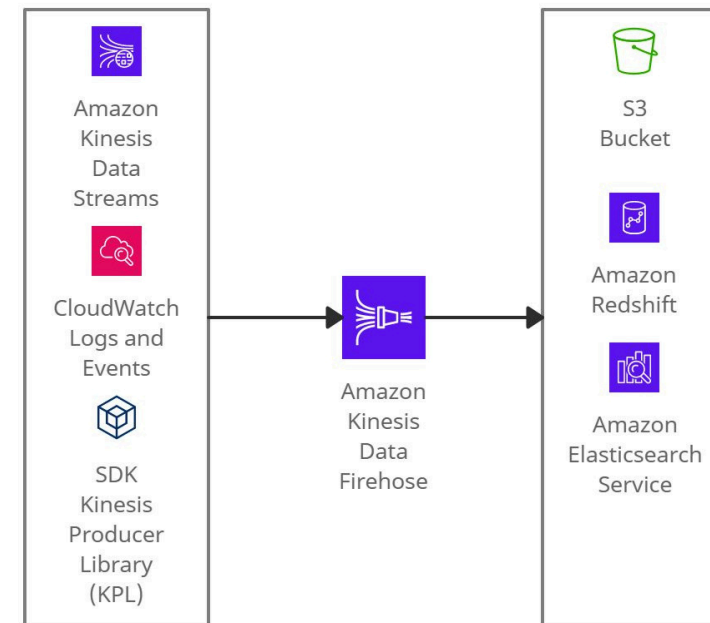 Amazon
Kinesis
Data
Streams
CloudWatch
Logs and
Events
SDK
Kinesis
Producer
Library
(KPL)
Amazon
Kinesis
Data
Firehose
S3
Bucket
Amazon
Redshift
Amazon
Elasticsearch
Service